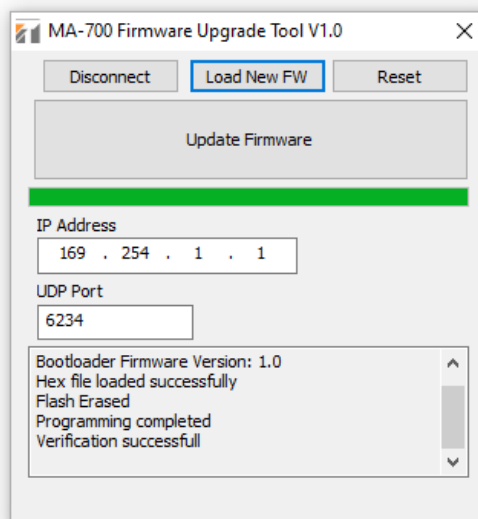 MA-700 Firmware Upgrade Tool V1.0
Disconnect Load New FW Reset
Update Firmware
IP Address
169 . 254 . 1 . 1
UDP Port
6234
Bootloader Firmware Version: 1.0
Hex file loaded successfully
Flash Erased
Programming completed
Verification successfull